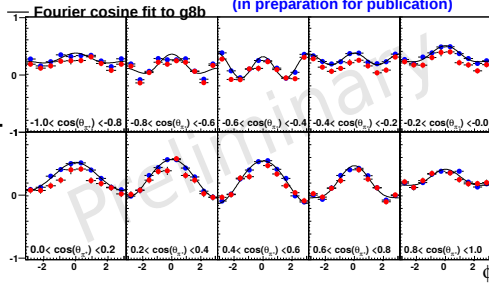 (in preparation for publication)
Fourier cosine fit to g8b
1
0
-1.0< cos(θπ+) <-0.8
-0.8< cos(θπ+) <-0.6
-0.6< cos(θπ+) <-0.4
-0.4< cos(θπ+) <-0.2
-0.2< cos(θπ+) <-0.0
-1
0
0.0< cos(θπ+) <0.2
0.2< cos(θπ+) <0.4
0.4< cos(θπ+) <0.6
0.6< cos(θπ+) <0.8
0.8< cos(θπ+) <1.0
-1
-2 0 2 -2 0 2 -2 0 2 -2 0 2 -2 0 2
Preliminary